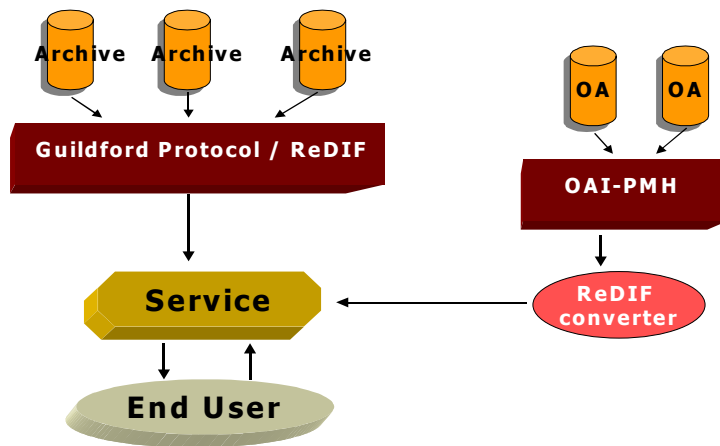 Archive Archive Archive
OA OA
Guildford Protocol / ReDIF
OAI-PMH
Service
ReDIF
converter
End User